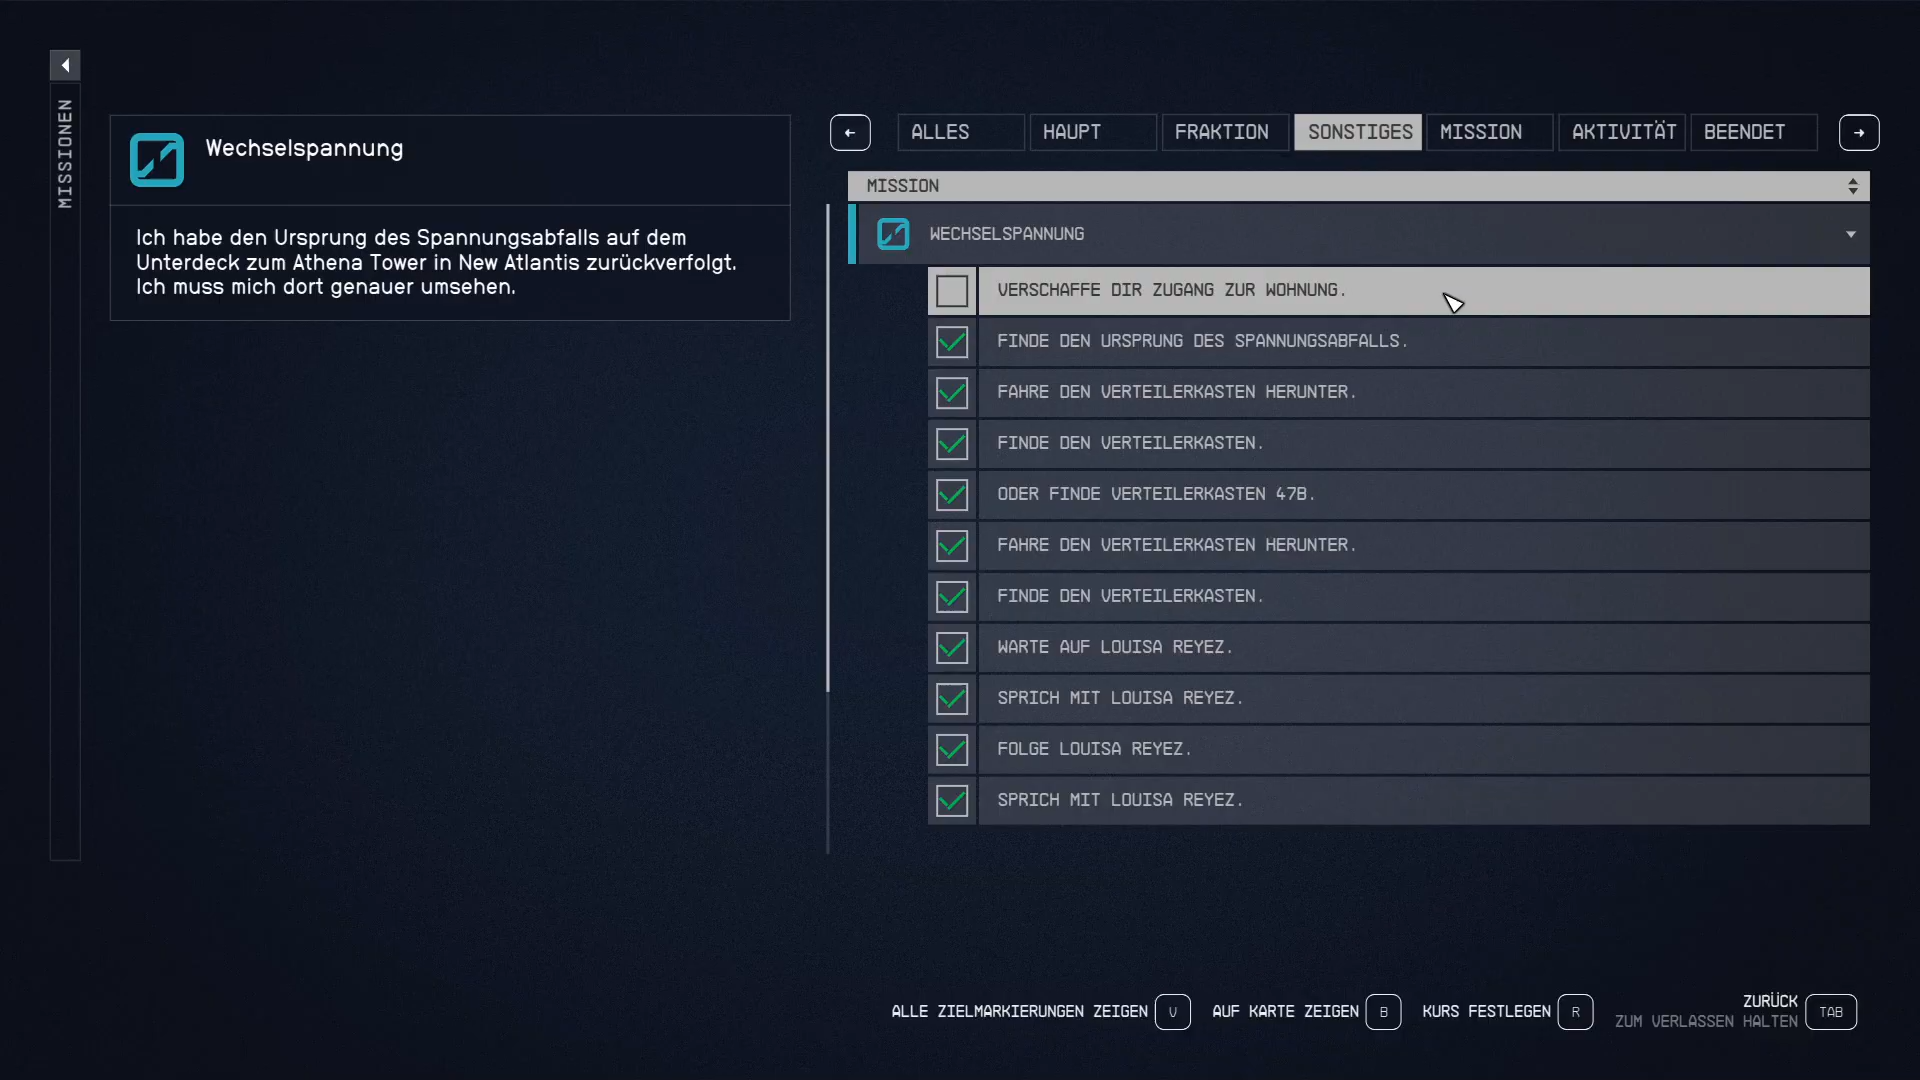 MISSIONEN
Wechselspannung
Ich habe den Ursprung des Spannungsabfalls auf dem
Unterdeck zum Athena Tower in New Atlantis zurückverfolgt.
Ich muss mich dort genauer umsehen.
ALLES
HAUPT
FRAKTION
SONSTIGES
MISSION
AKTIVITÄT
BEENDET
MISSION
WECHSELSPANNUNG
VERSCHAFFE DIR ZUGANG ZUR WOHNUNG.
FINDE DEN URSPRUNG DES SPANNUNGSABFALLS.
FAHRE DEN VERTEILERKASTEN HERUNTER.
FINDE DEN VERTEILERKASTEN.
ODER FINDE VERTEILERKASTEN 47B.
FAHRE DEN VERTEILERKASTEN HERUNTER.
FINDE DEN VERTEILERKASTEN.
WARTE AUF LOUISA REYEZ.
SPRICH MIT LOUISA REYEZ.
FOLGE LOUISA REYEZ.
SPRICH MIT LOUISA REYEZ.
ALLE ZIELMARKIERUNGEN ZEIGEN V
AUF KARTE ZEIGEN B
KURS FESTLEGEN R
ZURÜCK
ZUM VERLASSEN HALTEN TAB